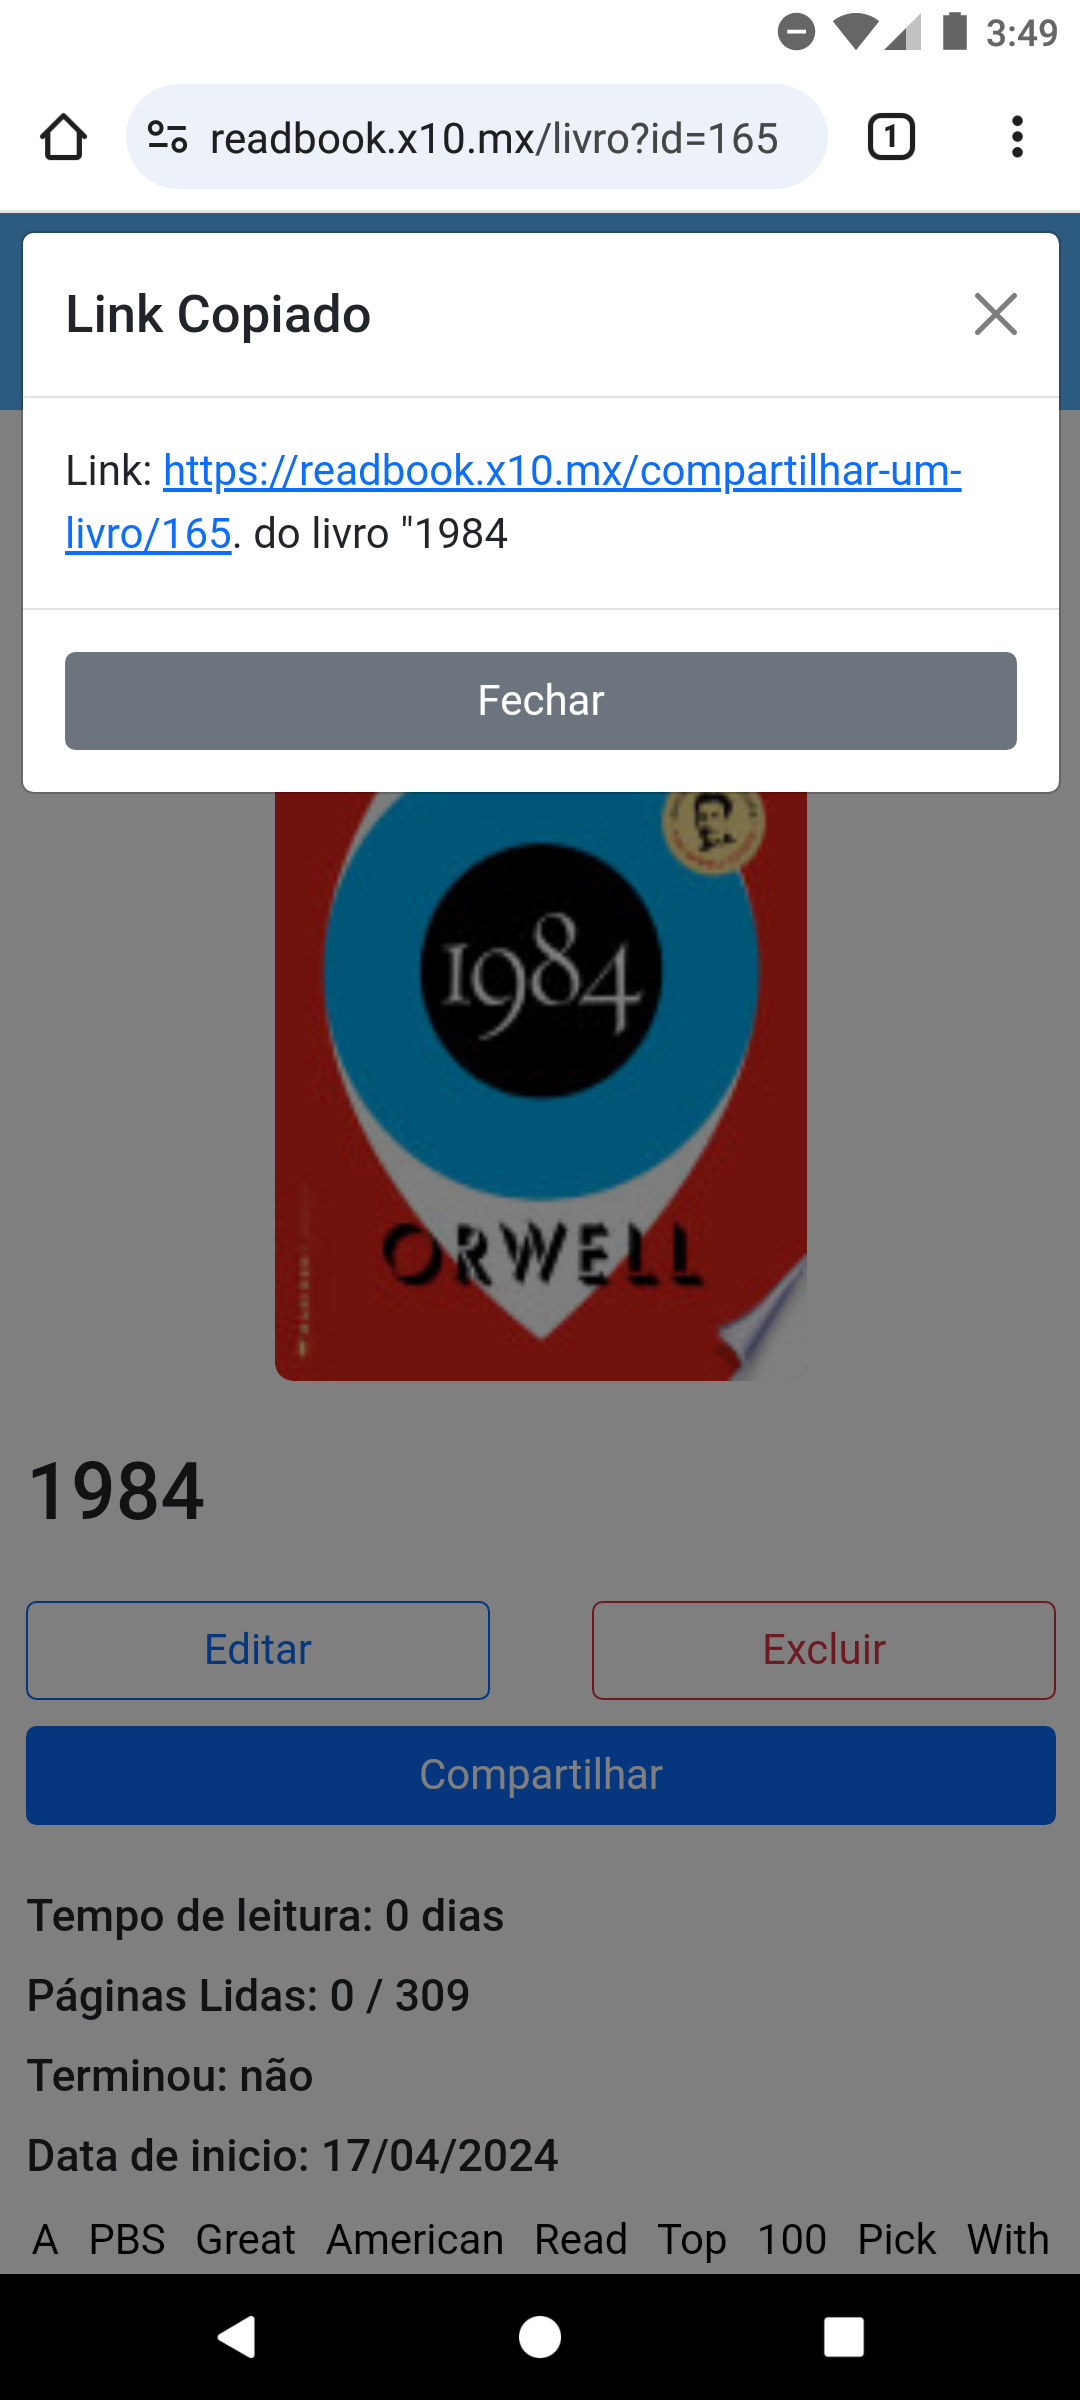 3:49
readbook.x10.mx/livro?id=165
1
Link Copiado
Link: https://readbook.x10.mx/compartilhar-um-
livro/165. do livro "1984
Fechar
1984
ORWELL
1984
Editar
Excluir
Compartilhar
Tempo de leitura: 0 dias
Páginas Lidas: 0 / 309
Terminou: não
Data de inicio: 17/04/2024
A PBS Great American Read Top 100 Pick With